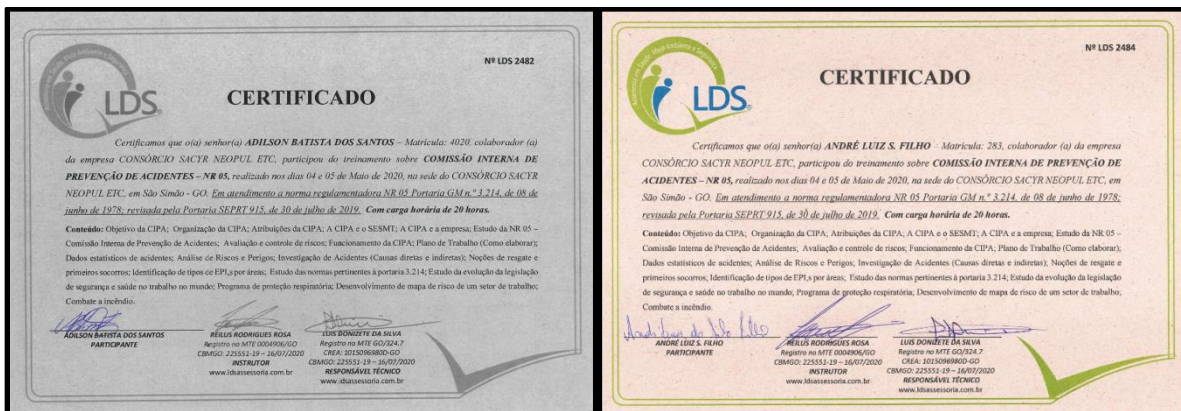 Assessoria em Saúde, Meio Ambiente e Segurança
LDS
Nº LDS 2482
CERTIFICADO
Certificamos que o(a) senhor(a) ADILSON BATISTA DOS SANTOS – Matrícula: 4020, colaborador (a)
da empresa CONSÓRCIO SACYR NEOPUL ETC, participou do treinamento sobre COMISSÃO INTERNA DE
PREVENÇÃO DE ACIDENTES – NR 05, realizado nos dias 04 e 05 de Maio de 2020, na sede do CONSÓRCIO SACYR
NEOPUL ETC, em São Simão - GO. Em atendimento a norma regulamentadora NR 05 Portaria GM n.º 3.214, de 08 de
junho de 1978; revisada pela Portaria SEPRT 915, de 30 de julho de 2019. Com carga horária de 20 horas.
Conteúdo: Objetivo da CIPA; Organização da CIPA; Atribuições da CIPA; A CIPA e o SESMT; A CIPA e a empresa; Estudo da NR 05 –
Comissão Interna de Prevenção de Acidentes; Avaliação e controle de riscos; Funcionamento da CIPA; Plano de Trabalho (Como elaborar);
Dados estatísticos de acidentes; Análise de Riscos e Perigos; Investigação de Acidentes (Causas diretas e indiretas); Noções de resgate e
primeiros socorros; Identificação de tipos de EPI,s por áreas; Estudo das normas pertinentes à portaria 3.214; Estudo da evolução da legislação
de segurança e saúde no trabalho no mundo; Programa de proteção respiratória; Desenvolvimento de mapa de risco de um setor de trabalho;
Combate a incêndio.
ADILSON BATISTA DOS SANTOS
PARTICIPANTE
REILUS RODRIGUES ROSA
Registro no MTE 0004906/GO
CBMGO: 225551-19 – 16/07/2020
INSTRUTOR
www.ldsassessoria.com.br
LUIS DONIZETE DA SILVA
Registro no MTE GO/324.7
CREA: 1015096980D-GO
CBMGO: 225551-19 – 16/07/2020
RESPONSÁVEL TÉCNICO
www.ldsassessoria.com.br
Assessoria em Saúde, Meio Ambiente e Segurança
LDS
Nº LDS 2484
CERTIFICADO
Certificamos que o(a) senhor(a) ANDRÉ LUIZ S. FILHO – Matrícula: 283, colaborador (a) da empresa
CONSÓRCIO SACYR NEOPUL ETC, participou do treinamento sobre COMISSÃO INTERNA DE PREVENÇÃO DE
ACIDENTES – NR 05, realizado nos dias 04 e 05 de Maio de 2020, na sede do CONSÓRCIO SACYR NEOPUL ETC, em
São Simão - GO. Em atendimento a norma regulamentadora NR 05 Portaria GM n.º 3.214, de 08 de junho de 1978;
revisada pela Portaria SEPRT 915, de 30 de julho de 2019. Com carga horária de 20 horas.
Conteúdo: Objetivo da CIPA; Organização da CIPA; Atribuições da CIPA; A CIPA e o SESMT; A CIPA e a empresa; Estudo da NR 05 –
Comissão Interna de Prevenção de Acidentes; Avaliação e controle de riscos; Funcionamento da CIPA; Plano de Trabalho (Como elaborar);
Dados estatísticos de acidentes; Análise de Riscos e Perigos; Investigação de Acidentes (Causas diretas e indiretas); Noções de resgate e
primeiros socorros; Identificação de tipos de EPI,s por áreas; Estudo das normas pertinentes à portaria 3.214; Estudo da evolução da legislação
de segurança e saúde no trabalho no mundo; Programa de proteção respiratória; Desenvolvimento de mapa de risco de um setor de trabalho;
Combate a incêndio.
ANDRÉ LUIZ S. FILHO
PARTICIPANTE
REILUS RODRIGUES ROSA
Registro no MTE 0004906/GO
CBMGO: 225551-19 – 16/07/2020
INSTRUTOR
www.ldsassessoria.com.br
LUIS DONIZETE DA SILVA
Registro no MTE GO/324.7
CREA: 1015096980D-GO
CBMGO: 225551-19 – 16/07/2020
RESPONSÁVEL TÉCNICO
www.ldsassessoria.com.br